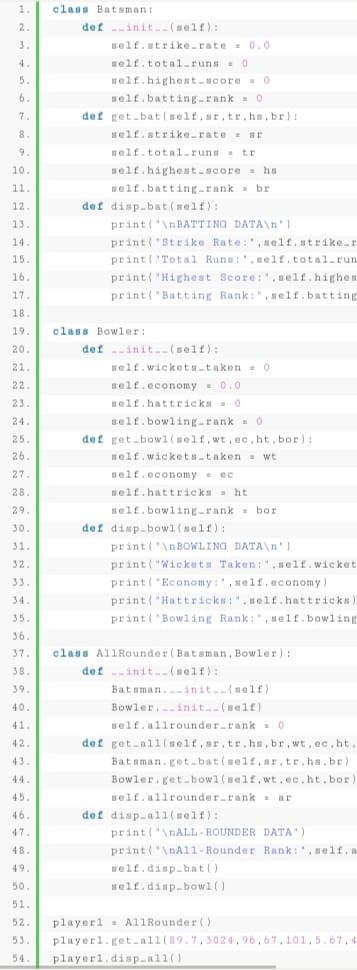 1. class Batsman:
2. def __init__(self):
3. self.strike_rate = 0.0
4. self.total_runs = 0
5. self.highest_score = 0
6. self.batting_rank = 0
7. def get_bat(self,sr,tr,hs,br):
8. self.strike_rate = sr
9. self.total_runs = tr
10. self.highest_score = hs
11. self.batting_rank = br
12. def disp_bat(self):
13. print("\nBATTING DATA\n")
14. print("Strike Rate:",self.strike_r
15. print("Total Runs:",self.total_run
16. print("Highest Score:",self.highes
17. print("Batting Rank:",self.batting
18.
19. class Bowler:
20. def __init__(self):
21. self.wickets_taken = 0
22. self.economy = 0.0
23. self.hattricks = 0
24. self.bowling_rank = 0
25. def get_bowl(self,wt,ec,ht,bor):
26. self.wickets_taken = wt
27. self.economy = ec
28. self.hattricks = ht
29. self.bowling_rank = bor
30. def disp_bowl(self):
31. print("\nBOWLING DATA\n")
32. print("Wickets Taken:",self.wicket
33. print("Economy:",self.economy)
34. print("Hattricks:",self.hattricks)
35. print("Bowling Rank:",self.bowling
36.
37. class AllRounder(Batsman,Bowler):
38. def __init__(self):
39. Batsman.__init__(self)
40. Bowler.__init__(self)
41. self.allrounder_rank = 0
42. def get_all(self,sr,tr,hs,br,wt,ec,ht,
43. Batsman.get_bat(self,sr,tr,hs,br)
44. Bowler.get_bowl(self,wt,ec,ht,bor)
45. self.allrounder_rank = ar
46. def disp_all(self):
47. print("\nALL-ROUNDER DATA")
48. print("\nAll-Rounder Rank:",self.a
49. self.disp_bat()
50. self.disp_bowl()
51.
52. player1 = AllRounder()
53. player1.get_all(89.7,3024,96,67,101,5.67,4
54. player1.disp_all()